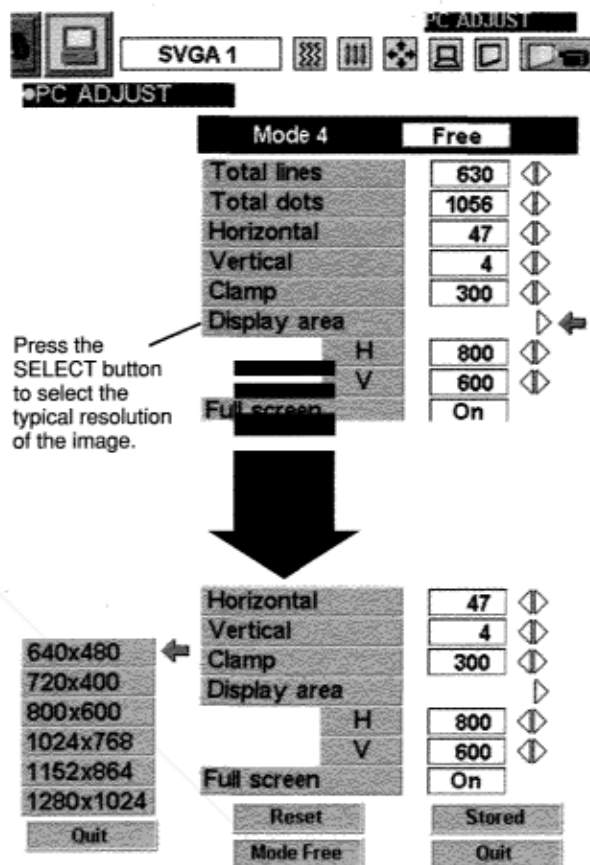 PC ADJUST
SVGA 1
PC ADJUST
Mode 4 Free
Total lines 630
Total dots 1056
Horizontal 47
Vertical 4
Clamp 300
Display area
H 800
V 600
Full screen On
Press the
SELECT button
to select the
typical resolution
of the image.
Horizontal 47
Vertical 4
Clamp 300
Display area
H 800
V 600
Full screen On
640x480
720x400
800x600
1024x768
1152x864
1280x1024
Quit
Reset Stored
Mode Free Quit